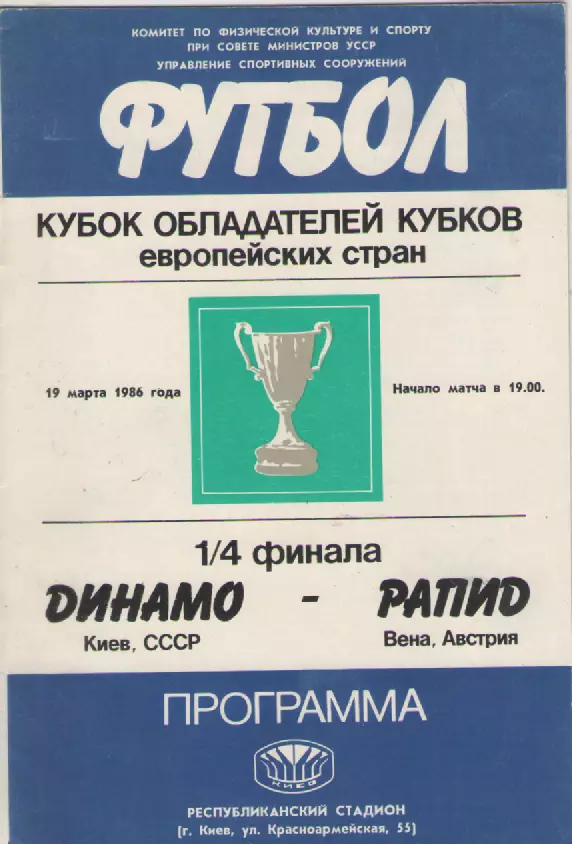 КОМИТЕТ ПО ФИЗИЧЕСКОЙ КУЛЬТУРЕ И СПОРТУ
ПРИ СОВЕТЕ МИНИСТРОВ УССР
УПРАВЛЕНИЕ СПОРТИВНЫХ СООРУЖЕНИЙ
ФУТБОЛ
КУБОК ОБЛАДАТЕЛЕЙ КУБКОВ
европейских стран
19 марта 1986 года
Начало матча в 19.00.
1/4 финала
ДИНАМО - РАПИД
Киев, СССР
Вена, Австрия
ПРОГРАММА
КИЕВ
РЕСПУБЛИКАНСКИЙ СТАДИОН
(г. Киев, ул. Красноармейская, 55)